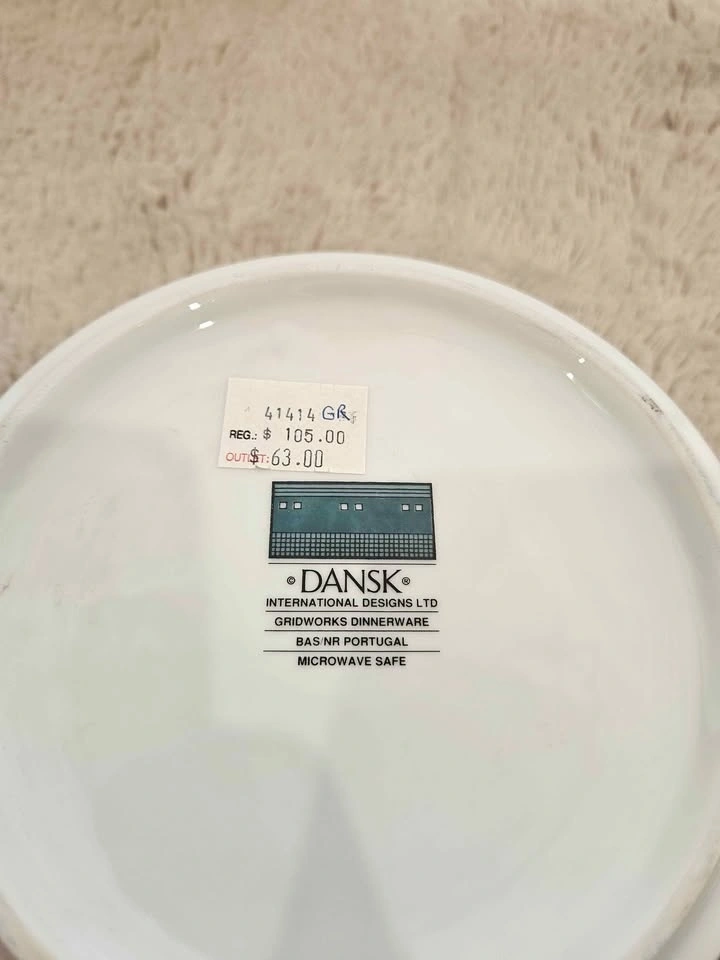 41414 GR
REG.: $ 105.00
OUTLET: $63.00
© DANSK ®
INTERNATIONAL DESIGNS LTD
GRIDWORKS DINNERWARE
BAS/NR PORTUGAL
MICROWAVE SAFE